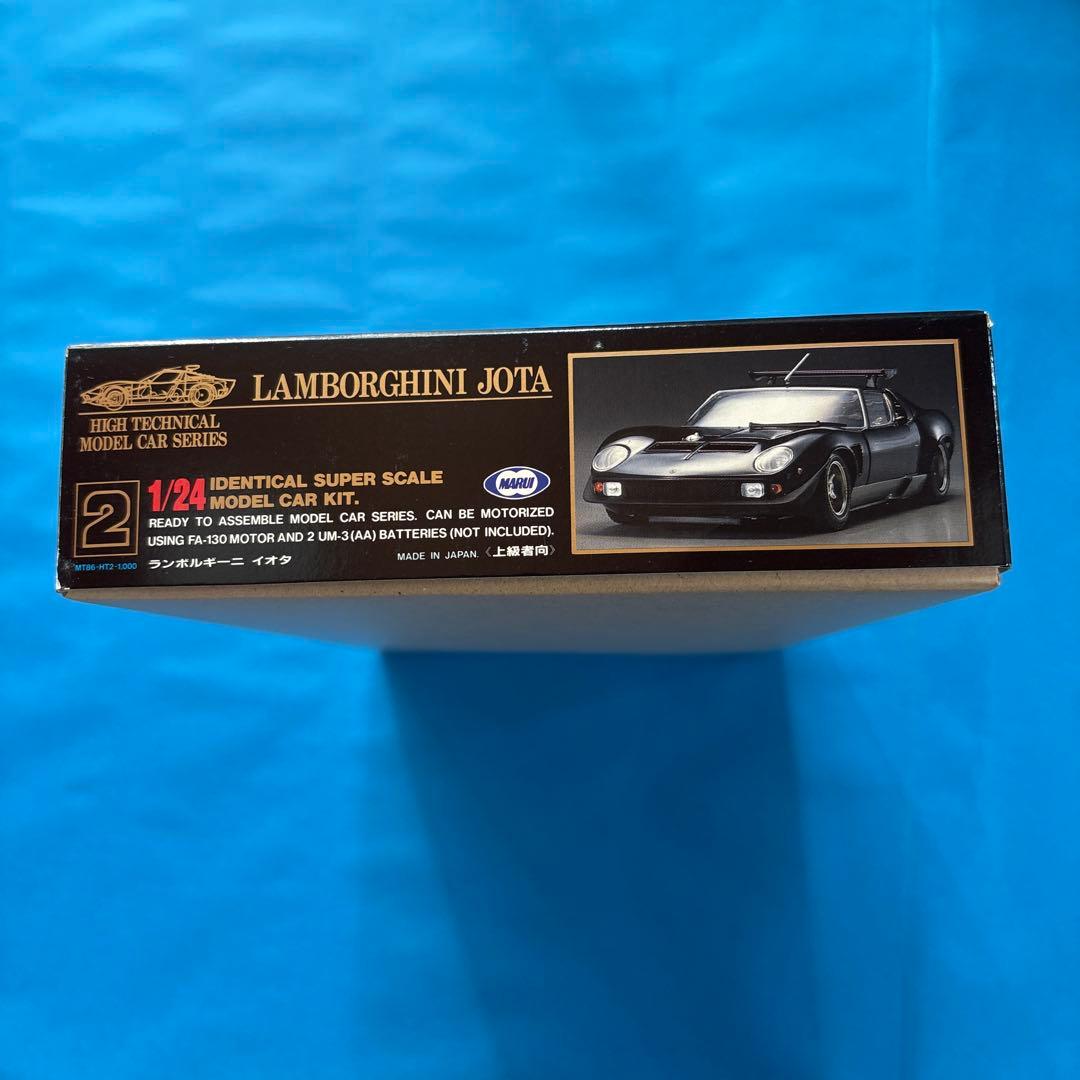 LAMBORGHINI JOTA
HIGH TECHNICAL
MODEL CAR SERIES
2
1/24 IDENTICAL SUPER SCALE
MODEL CAR KIT.
MARUI
READY TO ASSEMBLE MODEL CAR SERIES. CAN BE MOTORIZED
USING FA-130 MOTOR AND 2 UM-3 (AA) BATTERIES (NOT INCLUDED).
MT86-HT2-1,000
ランボルギーニ イオタ
MADE IN JAPAN.《上級者向》